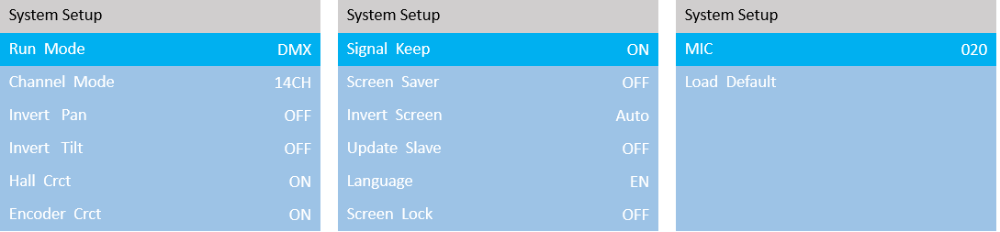 System Setup
Run Mode DMX
Channel Mode 14CH
Invert Pan OFF
Invert Tilt OFF
Hall Crct ON
Encoder Crct ON
System Setup
Signal Keep ON
Screen Saver OFF
Invert Screen Auto
Update Slave OFF
Language EN
Screen Lock OFF
System Setup
MIC 020
Load Default